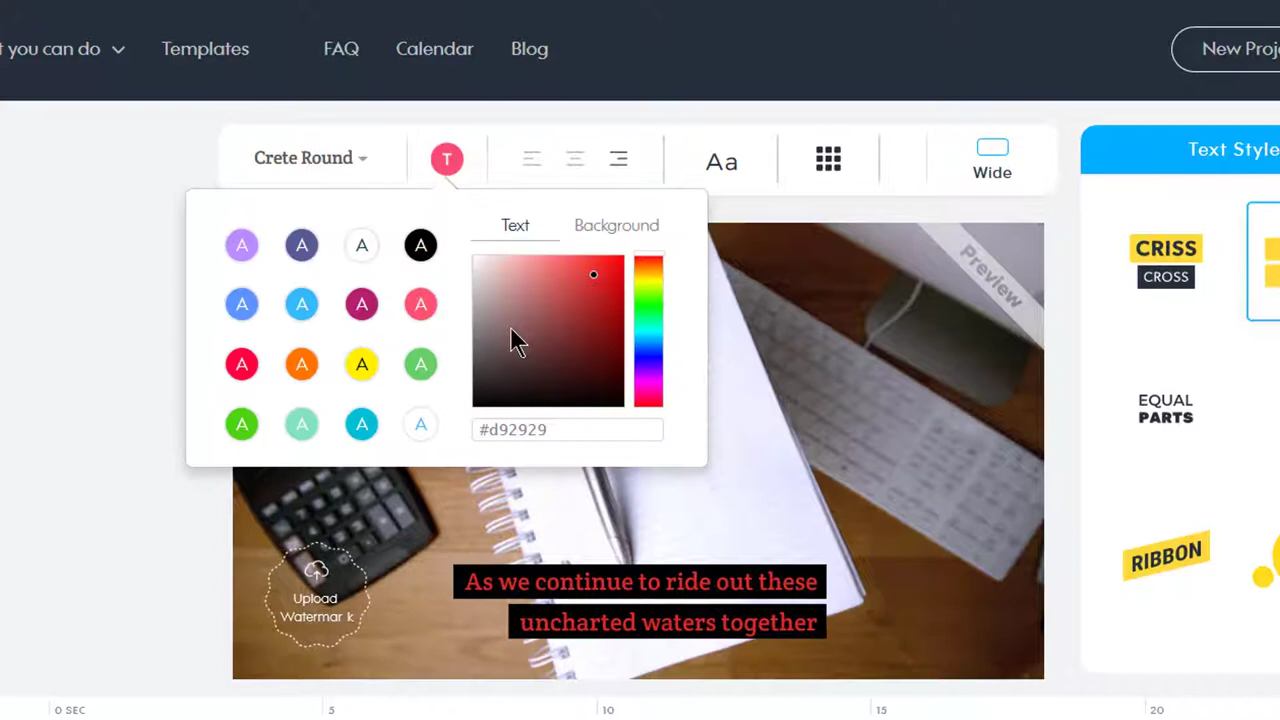 t you can do
Templates
FAQ
Calendar
Blog
New Proj
Crete Round
T
Aa
Wide
Text Style
Text
Background
A A A A
A A A A
A A A A
A A A A
#d92929
Preview
CRISS
CROSS
EQUAL
PARTS
RIBBON
Upload
Watermar k
As we continue to ride out these
uncharted waters together
0 SEC
5
10
15
20